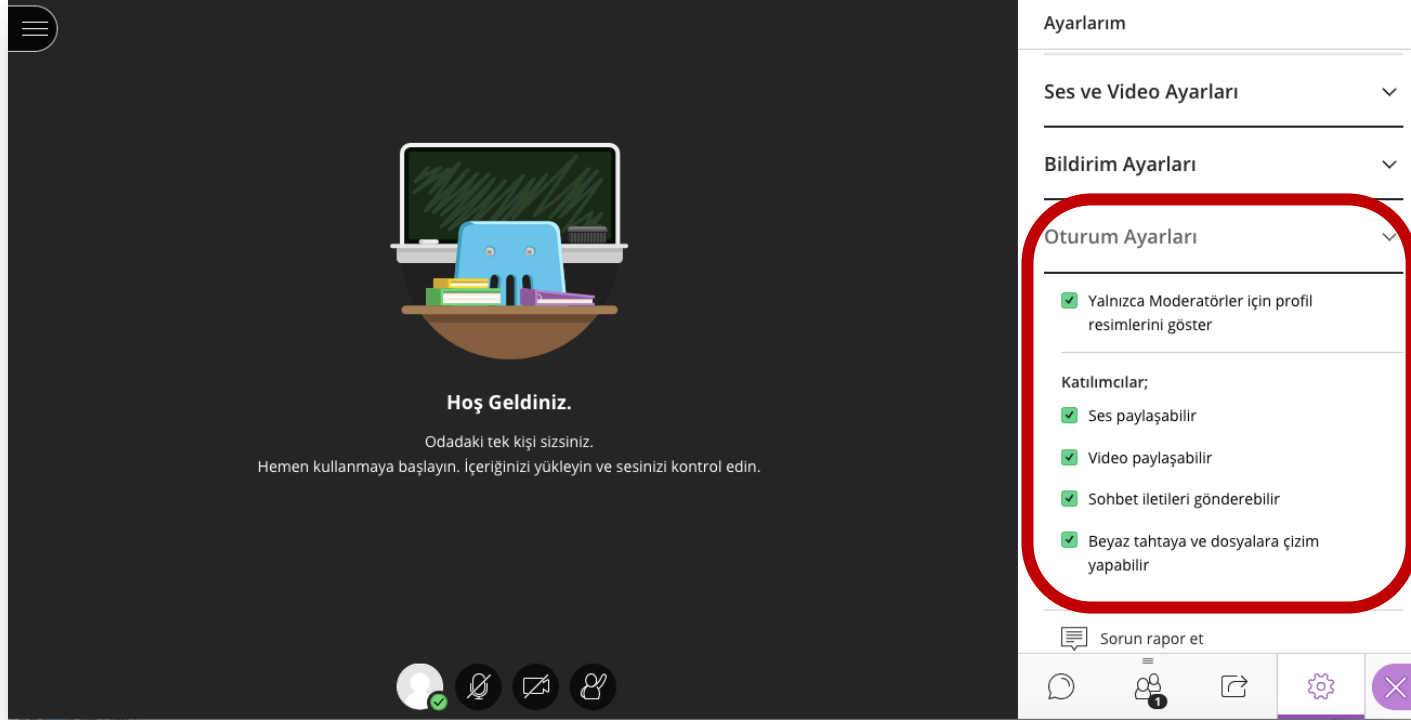 Ayarlarım
Ses ve Video Ayarları
Bildirim Ayarları
Oturum Ayarları
Yalnızca Moderatörler için profil
resimlerini göster
Katılımcılar;
Ses paylaşabilir
Video paylaşabilir
Sohbet iletileri gönderebilir
Beyaz tahtaya ve dosyalara çizim
yapabilir
Sorun rapor et
1
Hoş Geldiniz.
Odadaki tek kişi sizsiniz.
Hemen kullanmaya başlayın. İçeriğinizi yükleyin ve sesinizi kontrol edin.